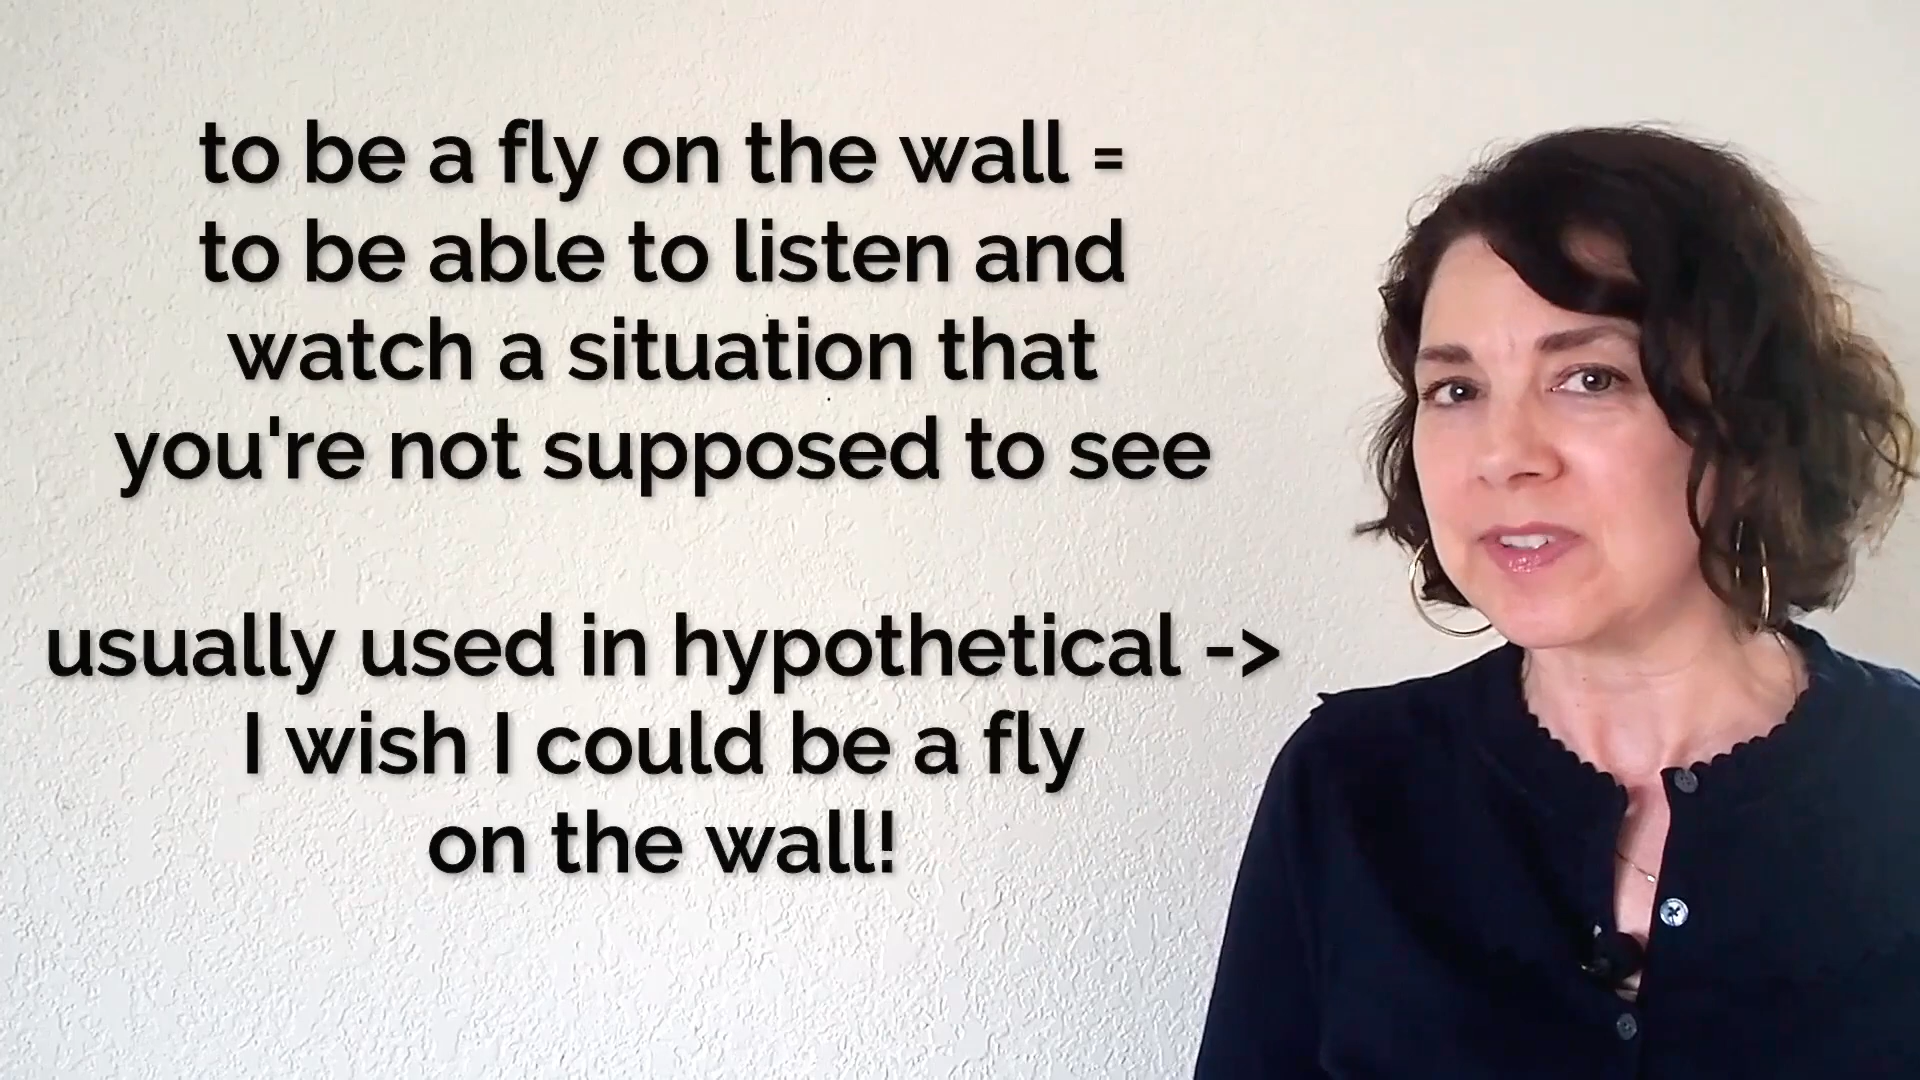 to be a fly on the wall =
to be able to listen and
watch a situation that
you're not supposed to see
usually used in hypothetical ->
I wish I could be a fly
on the wall!